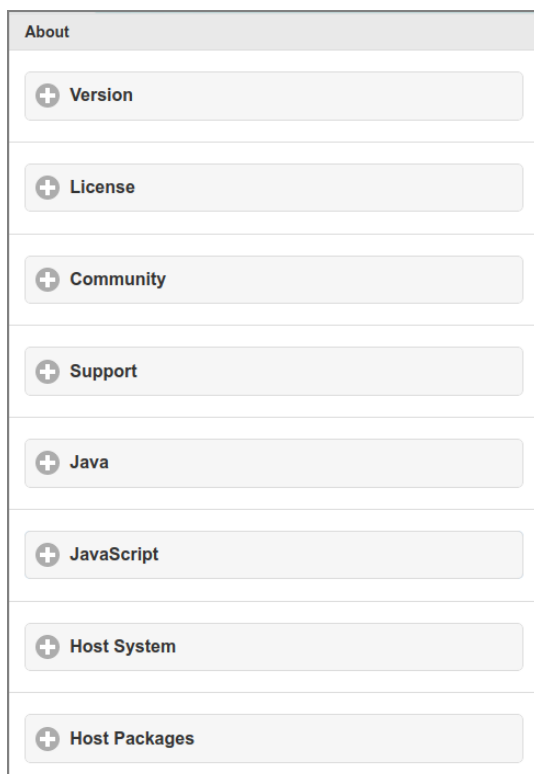 About
Version
License
Community
Support
Java
JavaScript
Host System
Host Packages